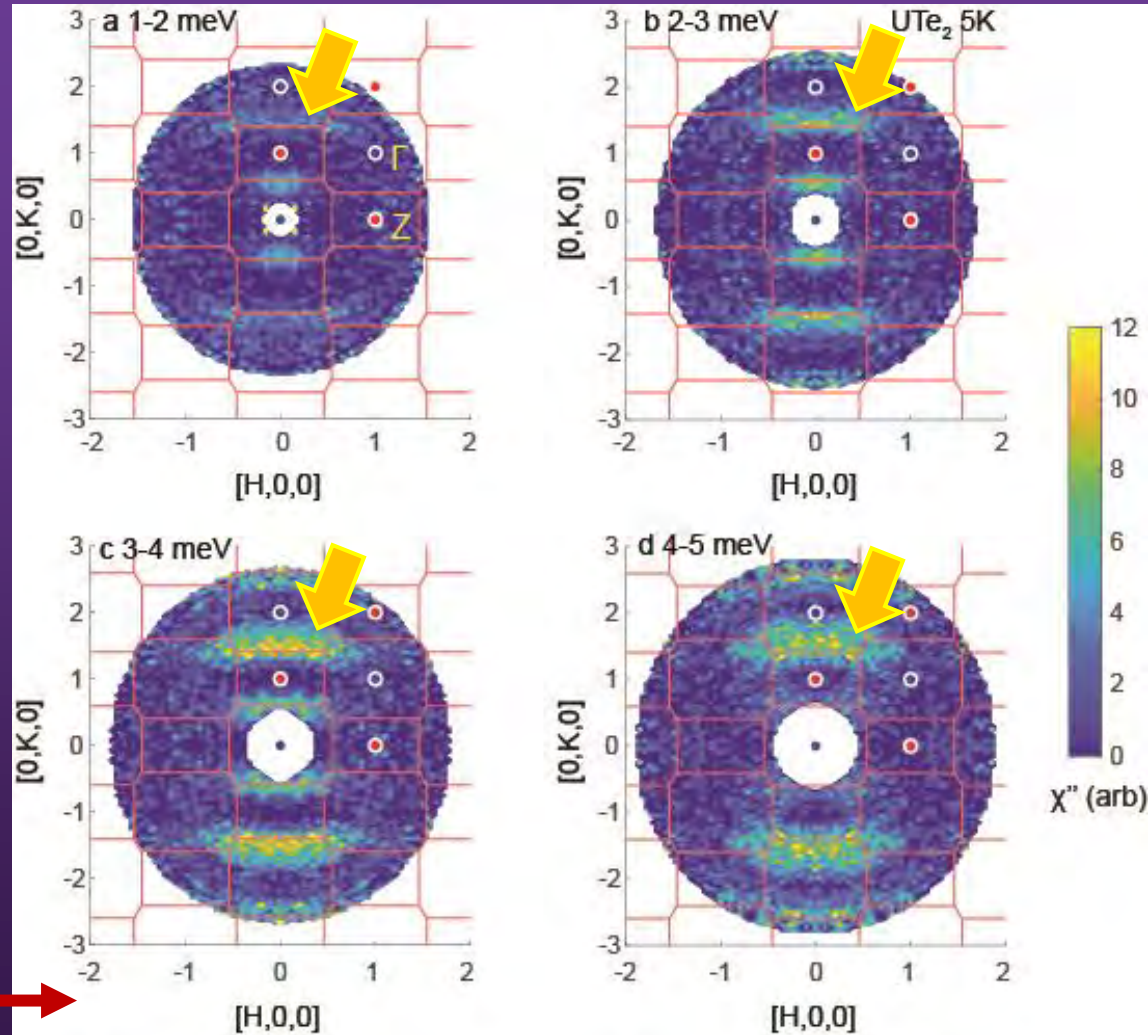 a 1-2 meV
3
2
1
0
-1
-2
-3
[0,K,0]
Γ
Z
-2 -1 0 1 2
[H,0,0]
b 2-3 meV UTe₂ 5K
3
2
1
0
-1
-2
-3
[0,K,0]
-2 -1 0 1 2
[H,0,0]
c 3-4 meV
3
2
1
0
-1
-2
-3
[0,K,0]
-2 -1 0 1 2
[H,0,0]
d 4-5 meV
3
2
1
0
-1
-2
-3
[0,K,0]
-2 -1 0 1 2
[H,0,0]
12
10
8
6
4
2
0
χ" (arb)